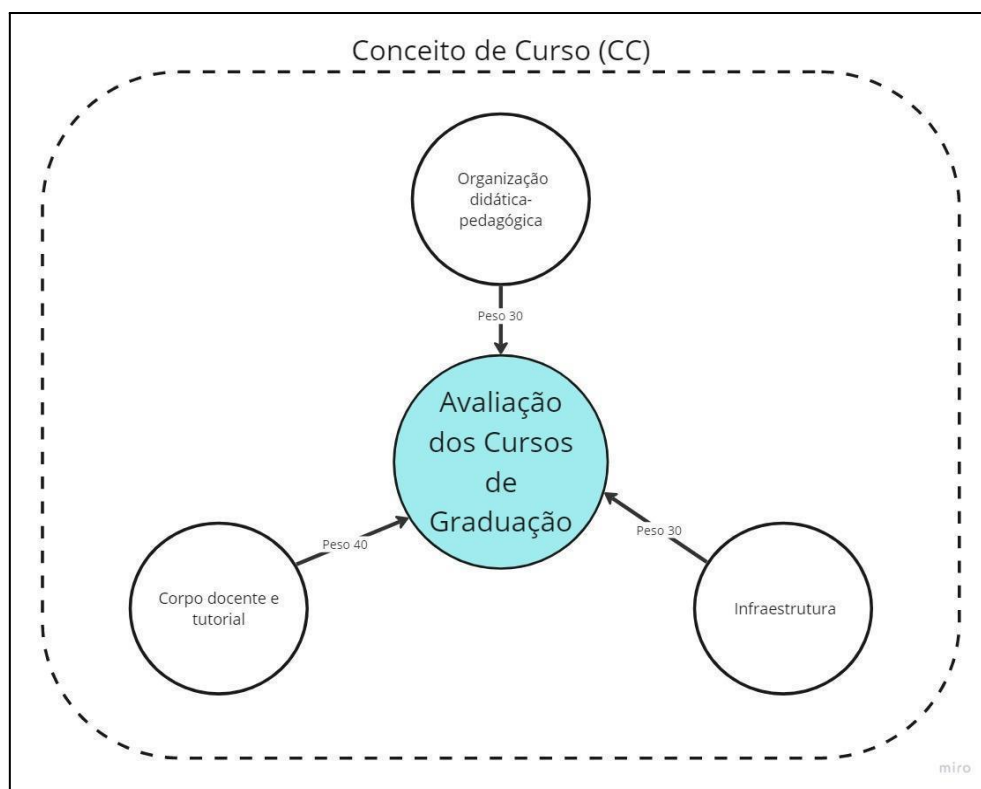 Conceito de Curso (CC)
Organização
didática-
pedagógica
Peso 30
Avaliação
dos Cursos
de
Graduação
Peso 40
Peso 30
Corpo docente e
tutorial
Infraestrutura
miro